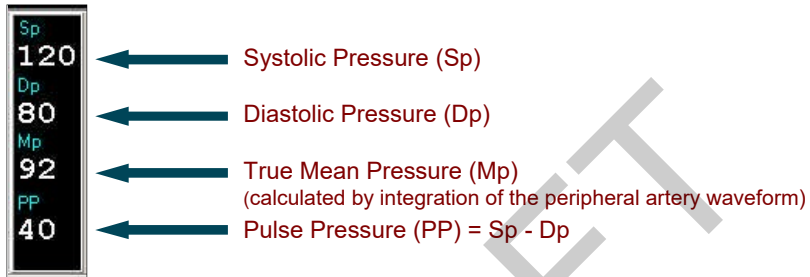 Sp
120
Systolic Pressure (Sp)
Dp
80
Diastolic Pressure (Dp)
Mp
92
True Mean Pressure (Mp)
(calculated by integration of the peripheral artery waveform)
PP
40
Pulse Pressure (PP) = Sp - Dp
ET